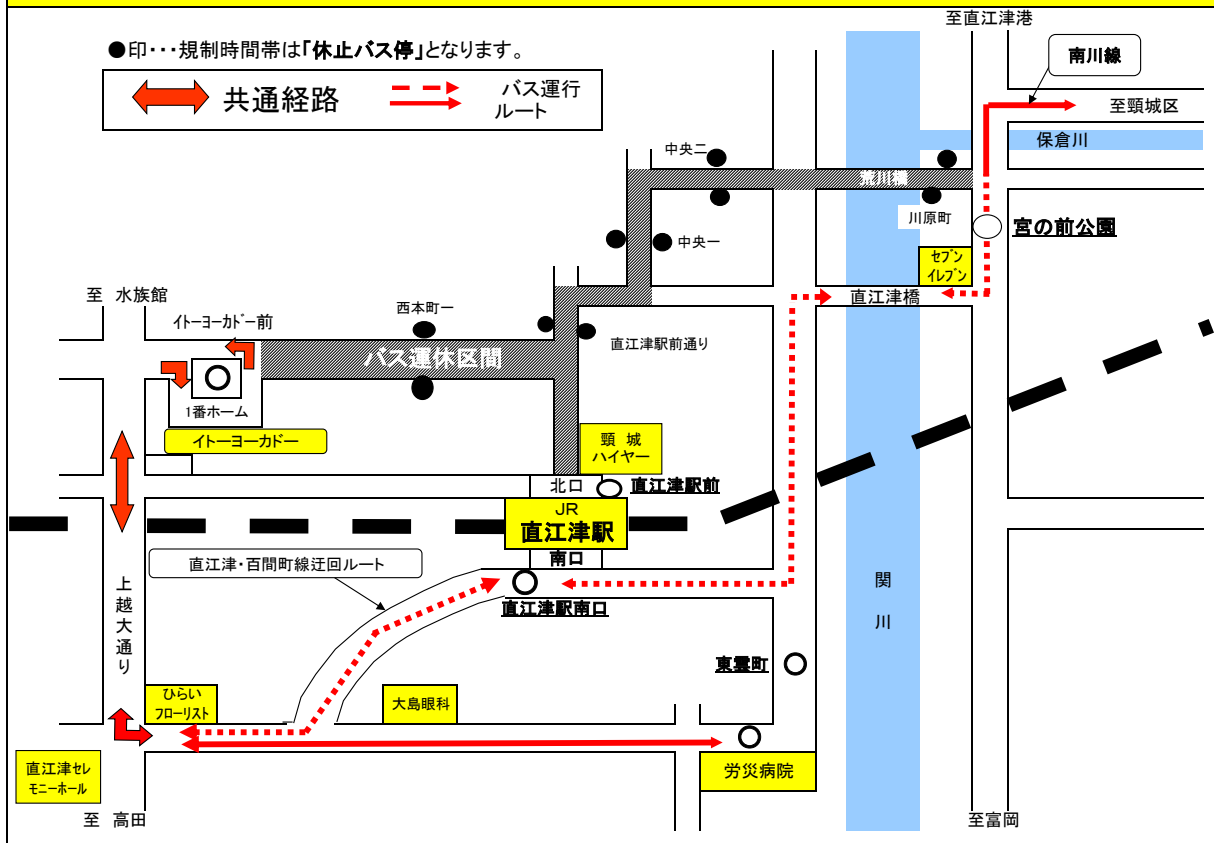 至直江津港
●印・・・規制時間帯は「休止バス停」となります。
南川線
共通経路
バス運行
ルート
至頸城区
保倉川
中央二
荒川橋
川原町
宮の前公園
中央一
セブン
イレブン
至 水族館
直江津橋
西本町一
イトーヨーカドー前
直江津駅前通り
バス運休区間
1番ホーム
イトーヨーカドー
頸 城
ハイヤー
北口
直江津駅前
JR
直江津駅
南口
直江津・百間町線迂回ルート
直江津駅南口
関
川
上越大通り
東雲町
ひらい
フローリスト
大島眼科
直江津セレ
モニーホール
労災病院
至 高田
至富岡